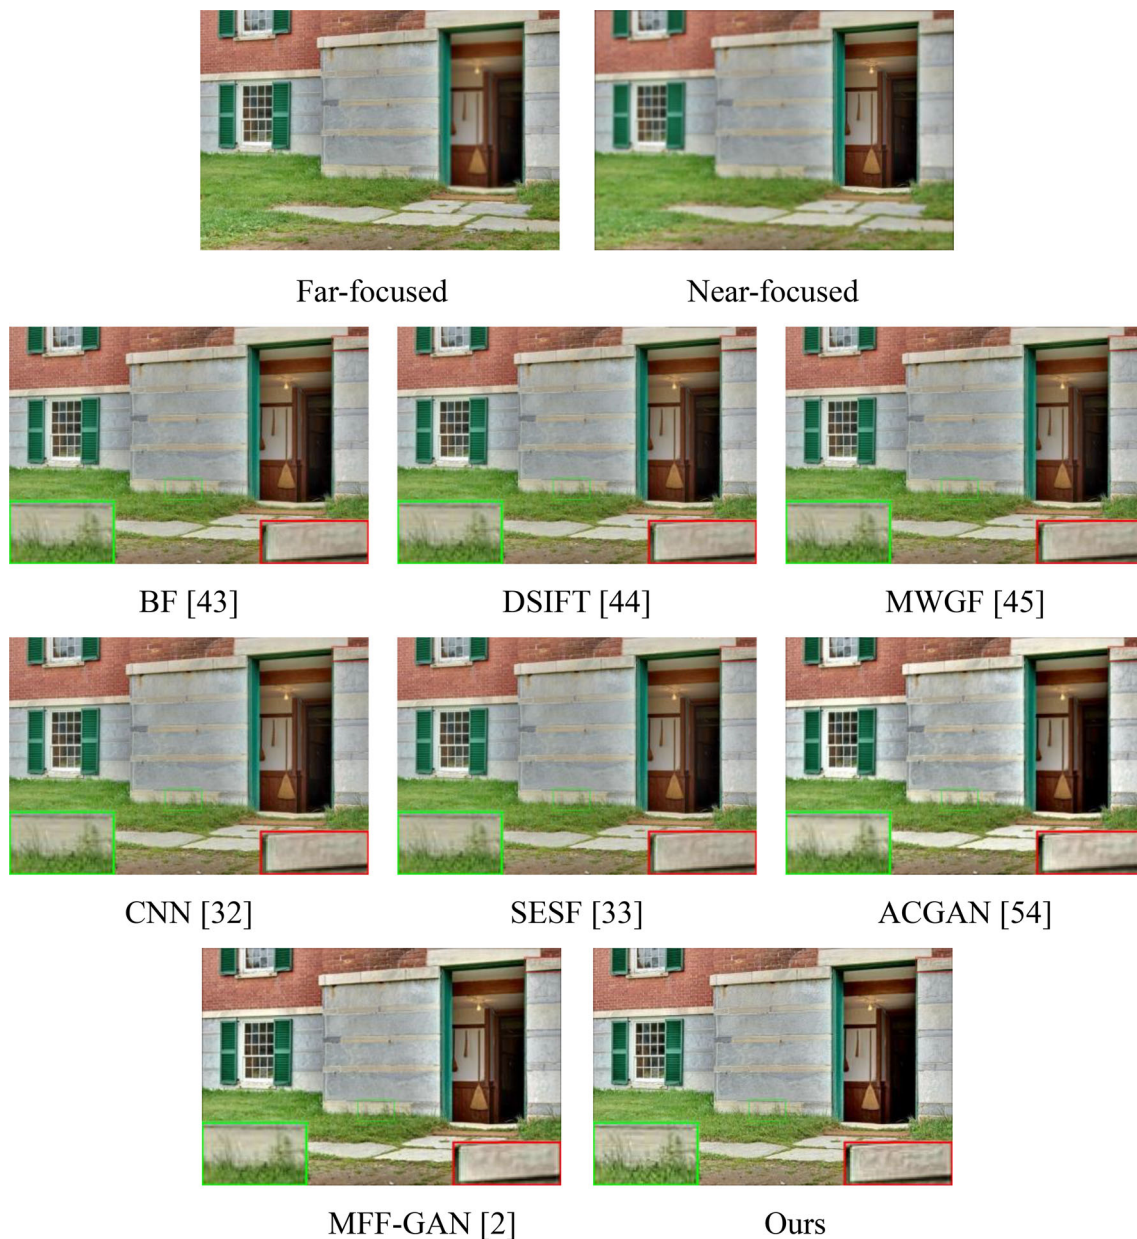 Far-focused
Near-focused
BF [43]
DSIFT [44]
MWGF [45]
CNN [32]
SESF [33]
ACGAN [54]
MFF-GAN [2]
Ours